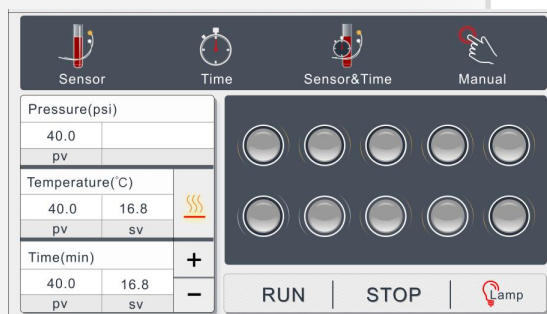 Sensor Time Sensor&Time Manual
Pressure(psi)
40.0
pv
Temperature(℃)
40.0 16.8
pv sv
Time(min) +
40.0 16.8 −
pv sv
RUN STOP Lamp